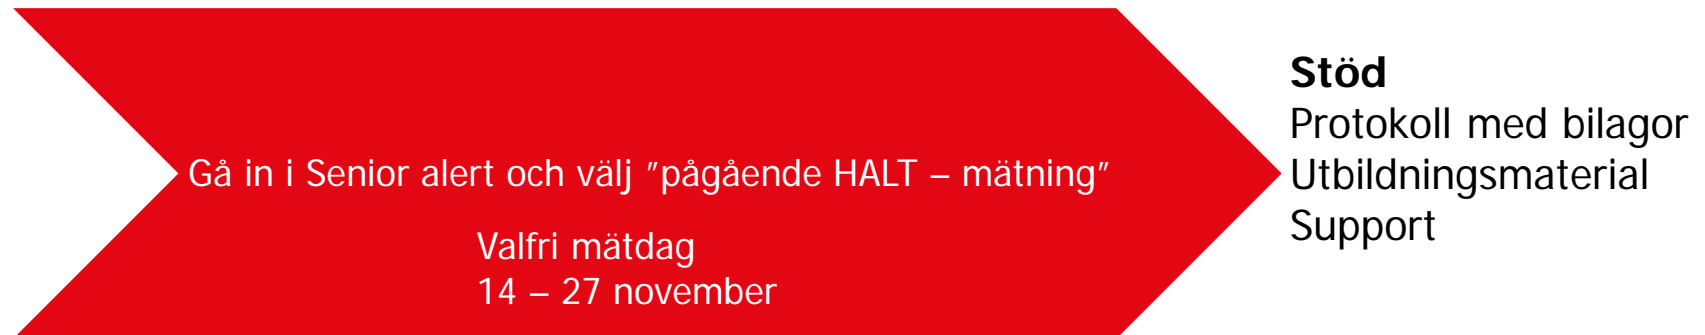 Gå in i Senior alert och välj ”pågående HALT – mätning”
Valfri mätdag
14 – 27 november
Stöd
Protokoll med bilagor
Utbildningsmaterial
Support